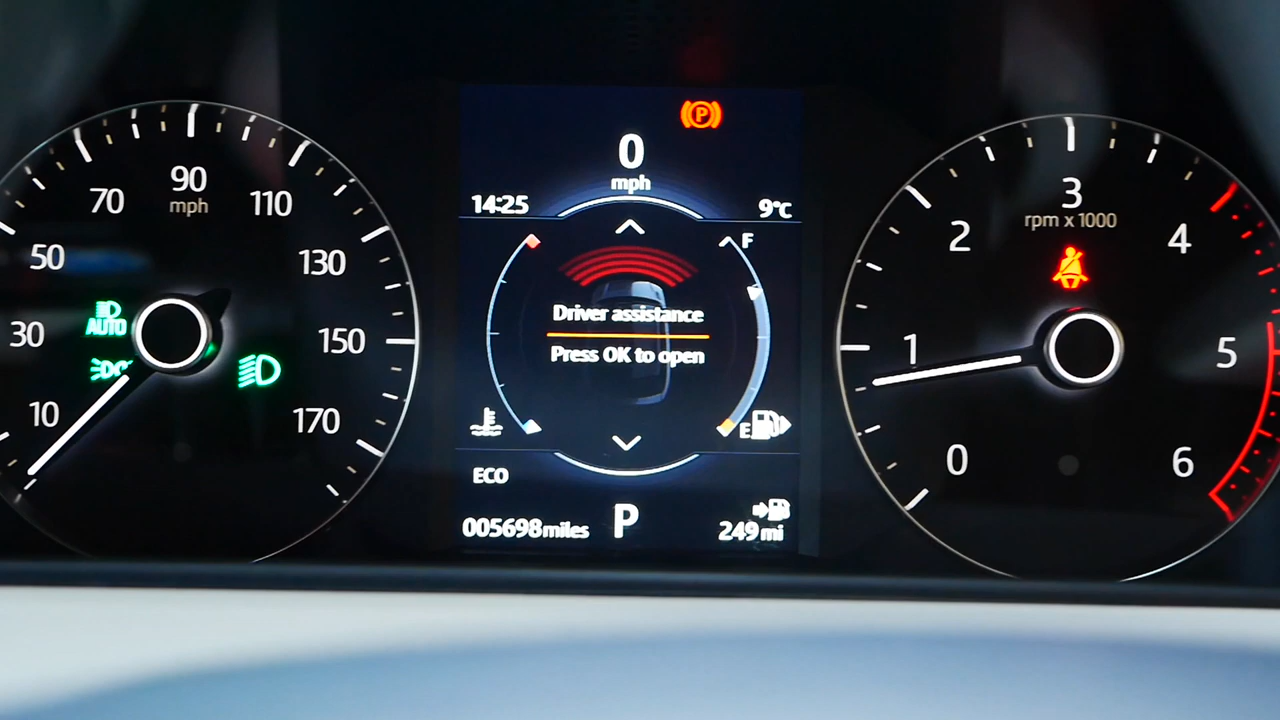 P
0
mph
14:25
9°C
10
30
50
70
90
mph
110
130
150
170
AUTO
F
Driver assistance
Press OK to open
E
ECO
P
005698miles
249mi
0
1
2
3
rpm x 1000
4
5
6